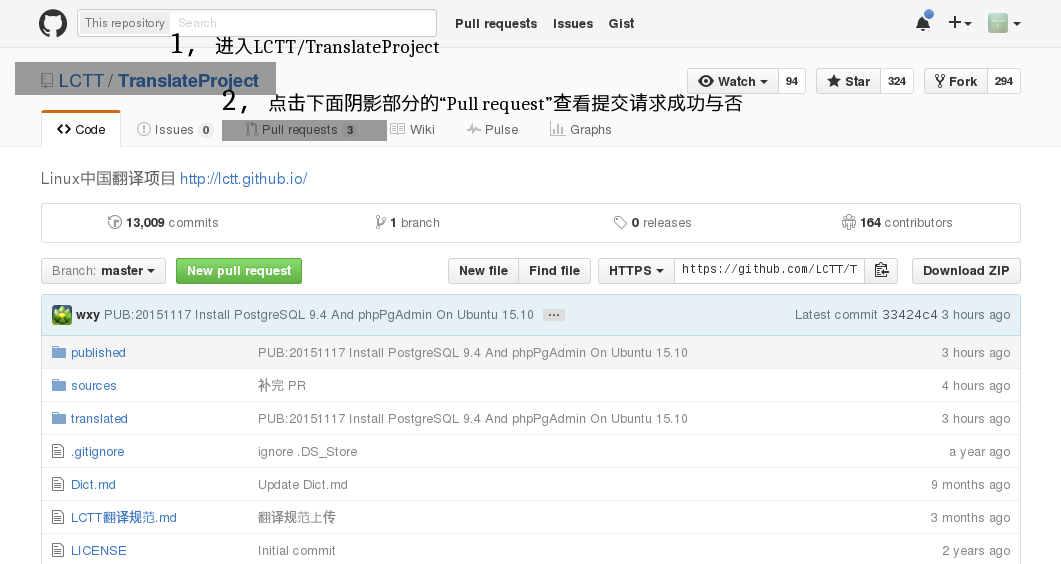 This repository Search Pull requests Issues Gist
1, 进入LCTT/TranslateProject
LCTT / TranslateProject Watch 94 Star 324 Fork 294
2, 点击下面阴影部分的“Pull request”查看提交请求成功与否
Code Issues 0 Pull requests 3 Wiki Pulse Graphs
Linux中国翻译项目 http://lctt.github.io/
13,009 commits 1 branch 0 releases 164 contributors
Branch: master New pull request New file Find file HTTPS https://github.com/LCTT/T Download ZIP
wxy PUB:20151117 Install PostgreSQL 9.4 And phpPgAdmin On Ubuntu 15.10 … Latest commit 33424c4 3 hours ago
published PUB:20151117 Install PostgreSQL 9.4 And phpPgAdmin On Ubuntu 15.10 3 hours ago
sources 补完 PR 4 hours ago
translated PUB:20151117 Install PostgreSQL 9.4 And phpPgAdmin On Ubuntu 15.10 3 hours ago
.gitignore ignore .DS_Store a year ago
Dict.md Update Dict.md 9 months ago
LCTT翻译规范.md 翻译规范上传 3 months ago
LICENSE Initial commit 2 years ago